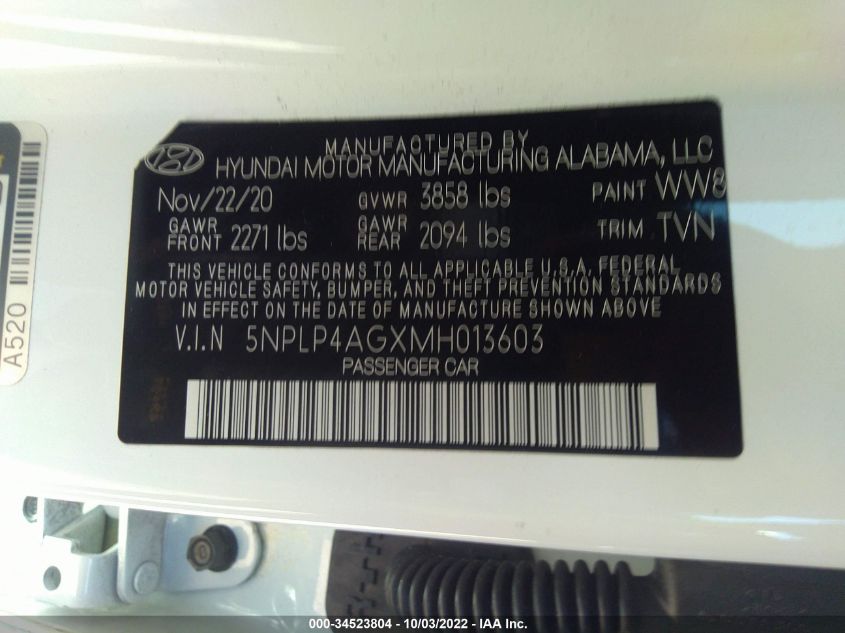 MANUFACTURED BY
HYUNDAI MOTOR MANUFACTURING ALABAMA, LLC
Nov/22/20 GVWR 3858 lbs PAINT WW8
GAWR FRONT 2271 lbs GAWR REAR 2094 lbs TRIM TVN
THIS VEHICLE CONFORMS TO ALL APPLICABLE U.S.A. FEDERAL
MOTOR VEHICLE SAFETY, BUMPER, AND THEFT PREVENTION STANDARDS
IN EFFECT ON THE DATE OF MANUFACTURE SHOWN ABOVE
V.I.N 5NPLP4AGXMH013603
PASSENGER CAR
A520
000-34523804 - 10/03/2022 - IAA Inc.